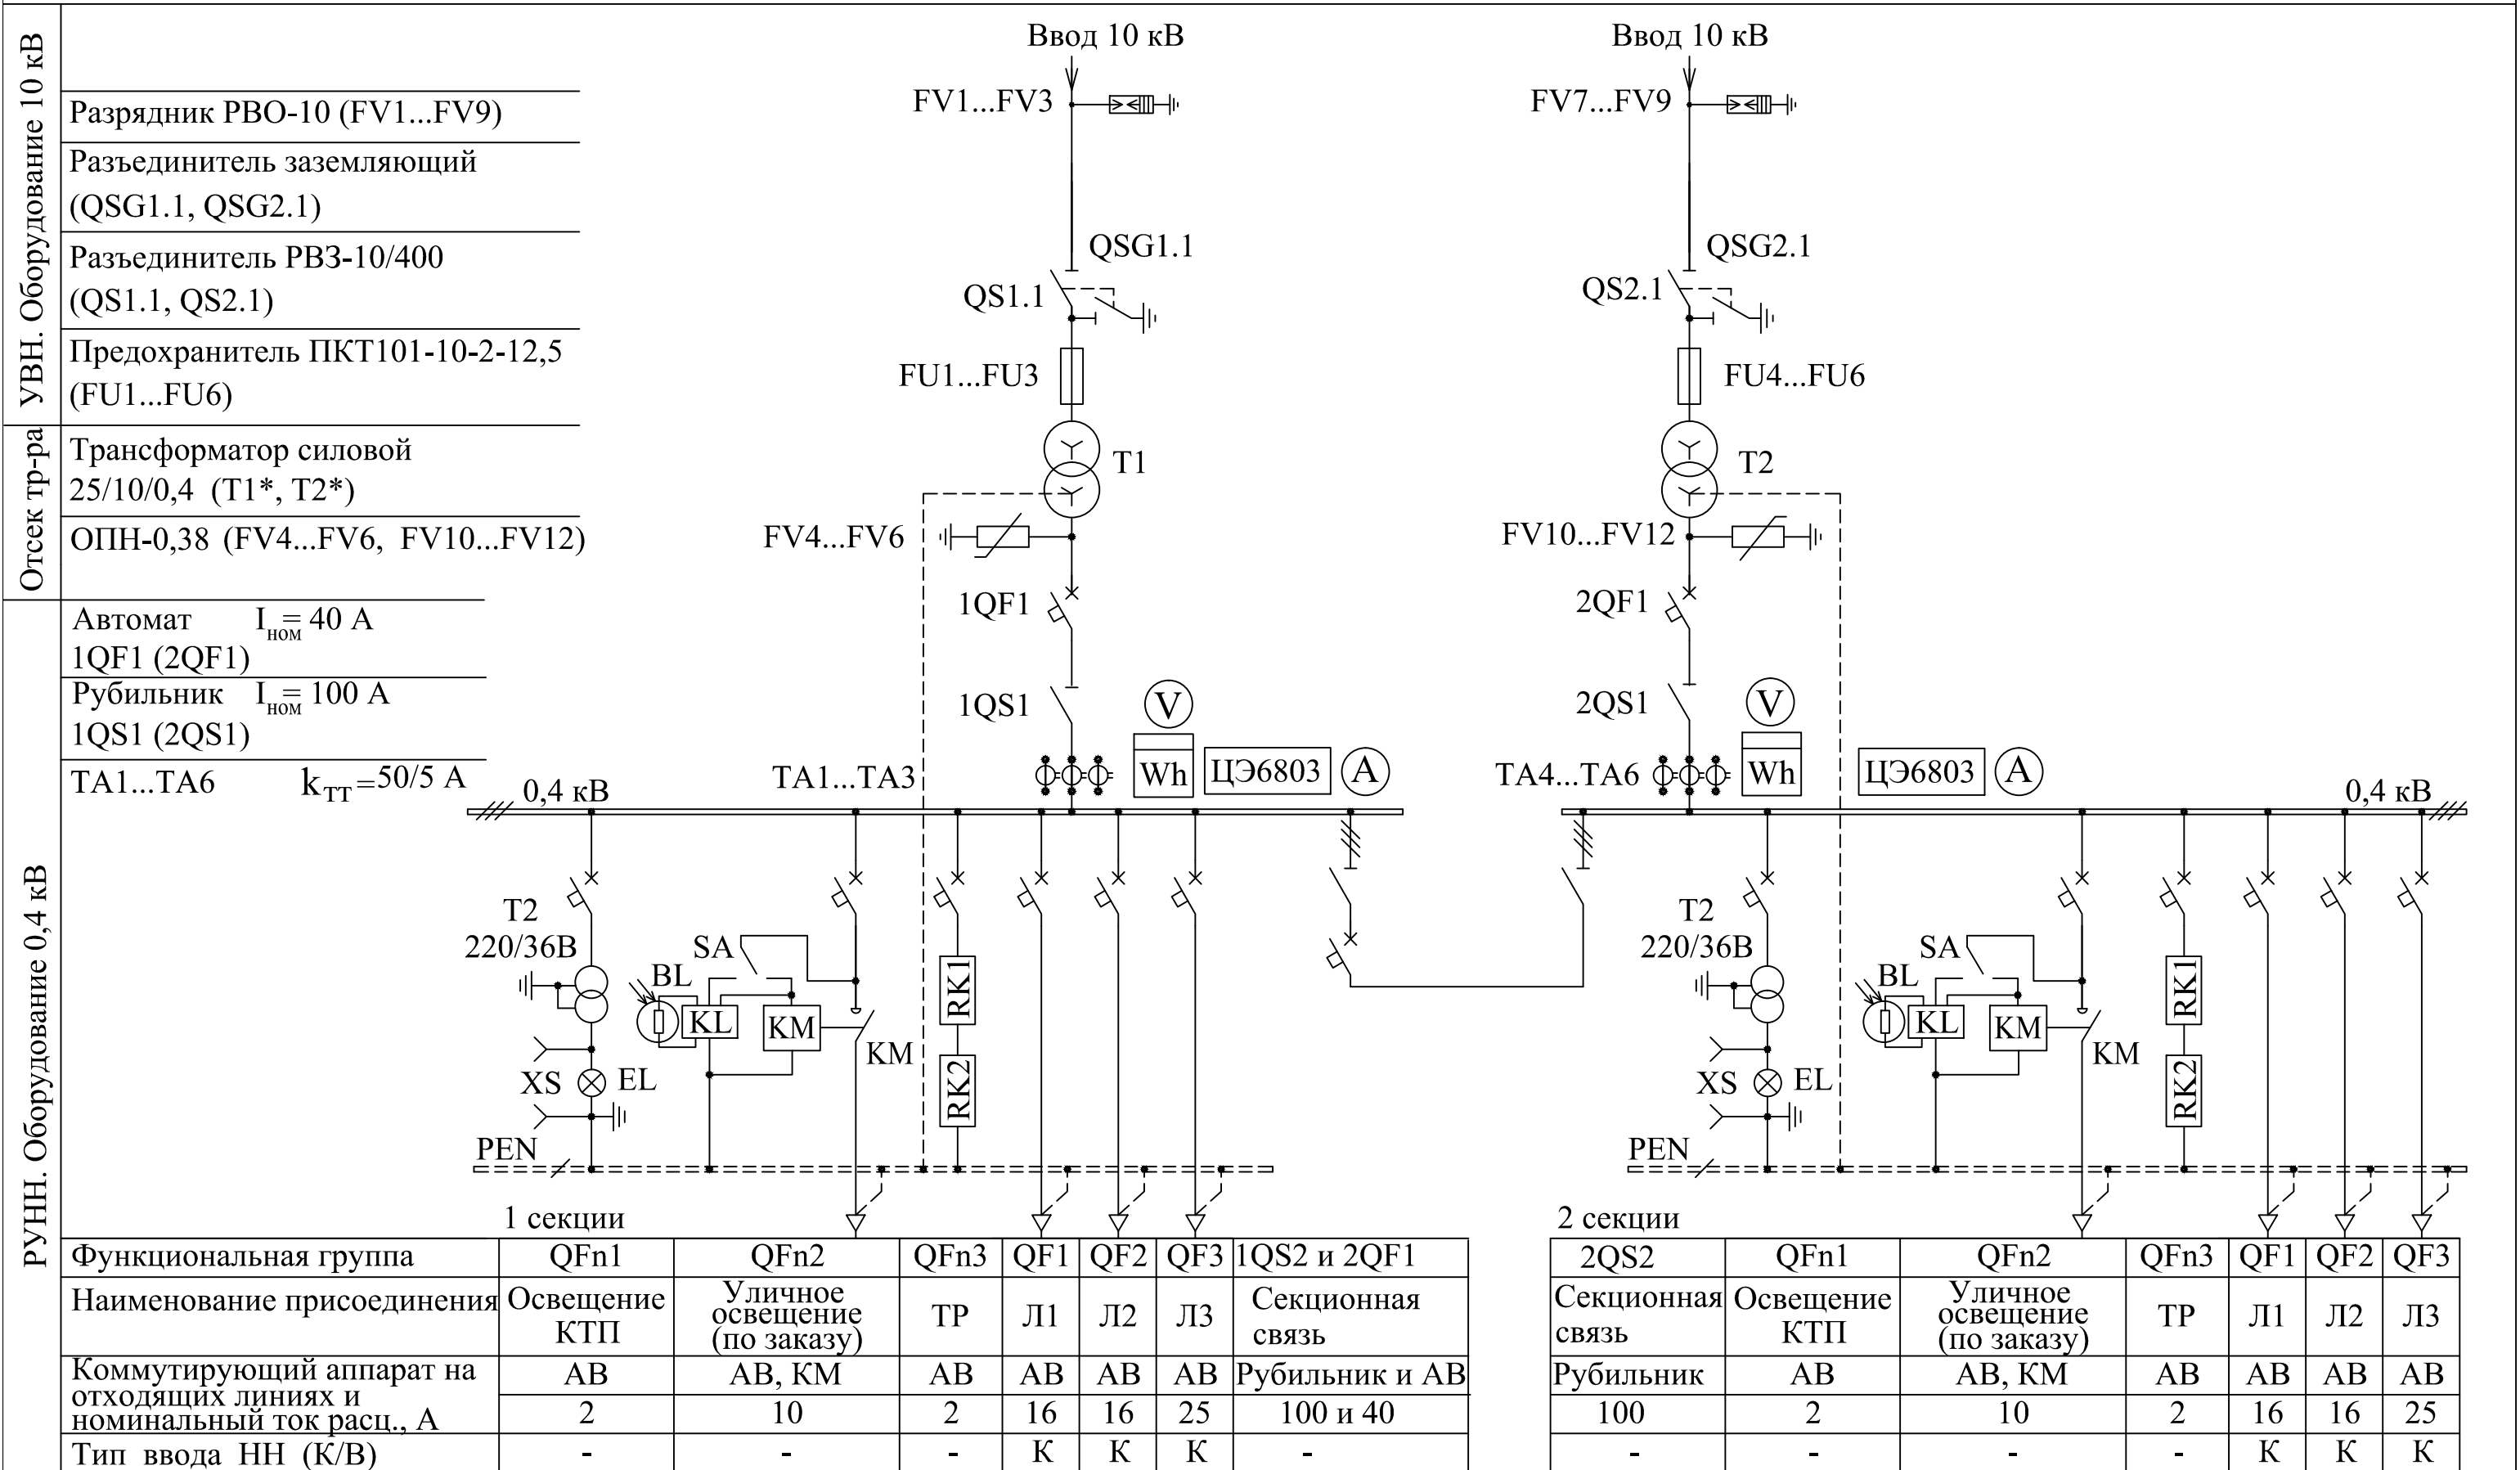 УВН. Оборудование 10 кВ
Разрядник РВО-10 (FV1...FV9)
Разъединитель заземляющий
(QSG1.1, QSG2.1)
Разъединитель РВЗ-10/400
(QS1.1, QS2.1)
Предохранитель ПКТ101-10-2-12,5
(FU1...FU6)
Отсек тр-ра
Трансформатор силовой
25/10/0,4 (Т1*, Т2*)
ОПН-0,38 (FV4...FV6, FV10...FV12)
РУНН. Оборудование 0,4 кВ
Автомат Iном= 40 А
1QF1 (2QF1)
Рубильник Iном= 100 А
1QS1 (2QS1)
ТА1...ТА6 kТТ=50/5 А
Ввод 10 кВ
FV1...FV3
QSG1.1
QS1.1
FU1...FU3
Т1
FV4...FV6
1QF1
1QS1
V
Wh
ЦЭ6803
А
ТА1...ТА3
0,4 кВ
Т2
220/36В
SA
BL
KL
KM
KM
RK1
RK2
XS
EL
PEN
1 секции
Ввод 10 кВ
FV7...FV9
QSG2.1
QS2.1
FU4...FU6
Т2
FV10...FV12
2QF1
2QS1
V
Wh
ЦЭ6803
А
ТА4...ТА6
0,4 кВ
Т2
220/36В
SA
BL
KL
KM
KM
RK1
RK2
XS
EL
PEN
2 секции
Функциональная группа QFn1 QFn2 QFn3 QF1 QF2 QF3 1QS2 и 2QF1 2QS2 QFn1 QFn2 QFn3 QF1 QF2 QF3
Наименование присоединения Освещение КТП Уличное освещение (по заказу) ТР Л1 Л2 Л3 Секционная связь Секционная связь Освещение КТП Уличное освещение (по заказу) ТР Л1 Л2 Л3
Коммутирующий аппарат на
отходящих линиях и
номинальный ток расц., А
АВ АВ, КМ АВ АВ АВ АВ Рубильник и АВ Рубильник АВ АВ, КМ АВ АВ АВ АВ
2 10 2 16 16 25 100 и 40 100 2 10 2 16 16 25
Тип ввода НН (К/В) - - - К К К - - - - - К К К